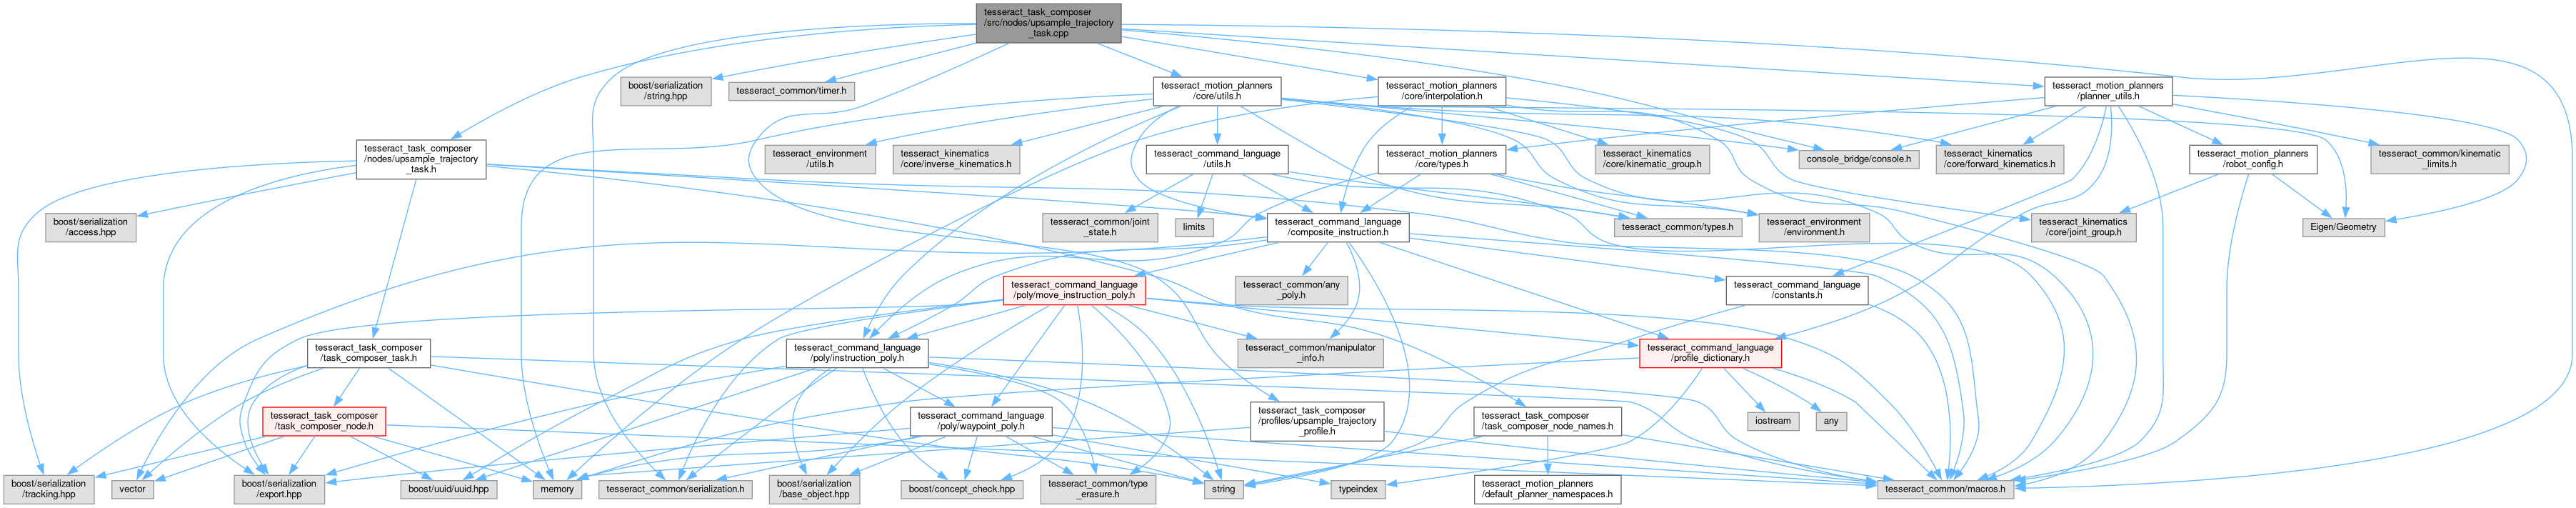 tesseract_task_composer
/src/nodes/upsample_trajectory
_task.cpp
boost/serialization
/string.hpp
tesseract_common/timer.h
tesseract_motion_planners
/core/utils.h
tesseract_motion_planners
/core/interpolation.h
tesseract_motion_planners
/planner_utils.h
tesseract_task_composer
/nodes/upsample_trajectory
_task.h
tesseract_environment
/utils.h
tesseract_kinematics
/core/inverse_kinematics.h
tesseract_command_language
/utils.h
tesseract_motion_planners
/core/types.h
tesseract_kinematics
/core/kinematic_group.h
console_bridge/console.h
tesseract_kinematics
/core/forward_kinematics.h
tesseract_motion_planners
/robot_config.h
tesseract_common/kinematic
_limits.h
boost/serialization
/access.hpp
tesseract_common/joint
_state.h
limits
tesseract_command_language
/composite_instruction.h
tesseract_common/types.h
tesseract_environment
/environment.h
tesseract_kinematics
/core/joint_group.h
Eigen/Geometry
tesseract_command_language
/poly/move_instruction_poly.h
tesseract_common/any
_poly.h
tesseract_command_language
/constants.h
tesseract_task_composer
/task_composer_task.h
tesseract_command_language
/poly/instruction_poly.h
tesseract_common/manipulator
_info.h
tesseract_command_language
/profile_dictionary.h
tesseract_task_composer
/task_composer_node.h
tesseract_command_language
/poly/waypoint_poly.h
tesseract_task_composer
/profiles/upsample_trajectory
_profile.h
tesseract_task_composer
/task_composer_node_names.h
iostream
any
boost/serialization
/tracking.hpp
vector
boost/serialization
/export.hpp
boost/uuid/uuid.hpp
memory
tesseract_common/serialization.h
boost/serialization
/base_object.hpp
boost/concept_check.hpp
tesseract_common/type
_erasure.h
string
typeindex
tesseract_motion_planners
/default_planner_namespaces.h
tesseract_common/macros.h